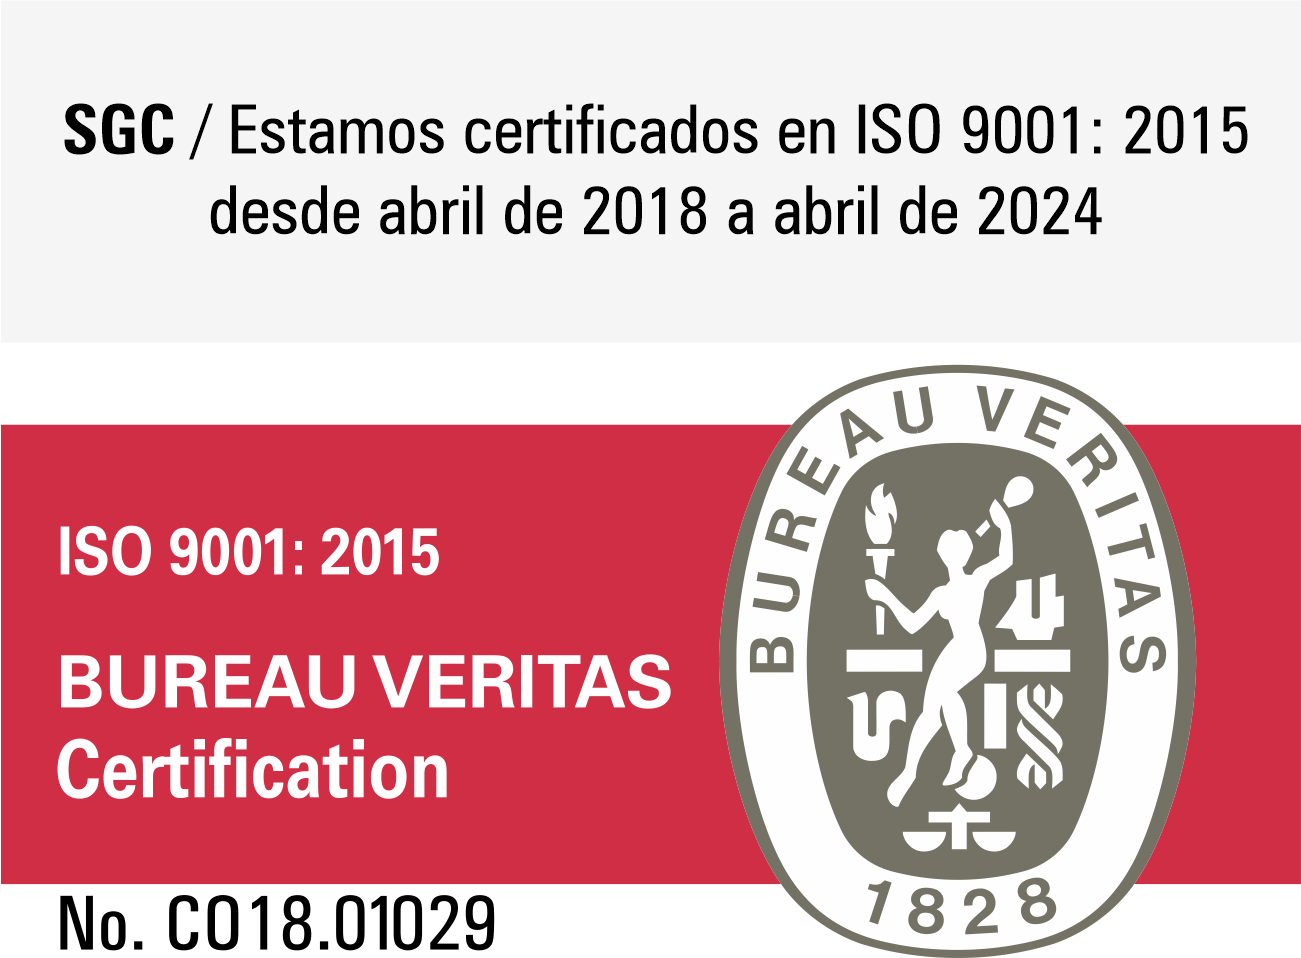 SGC / Estamos certificados en ISO 9001: 2015
desde abril de 2018 a abril de 2024
ISO 9001: 2015
BUREAU VERITAS
Certification
No. CO18.01029
BUREAU VERITAS
1828